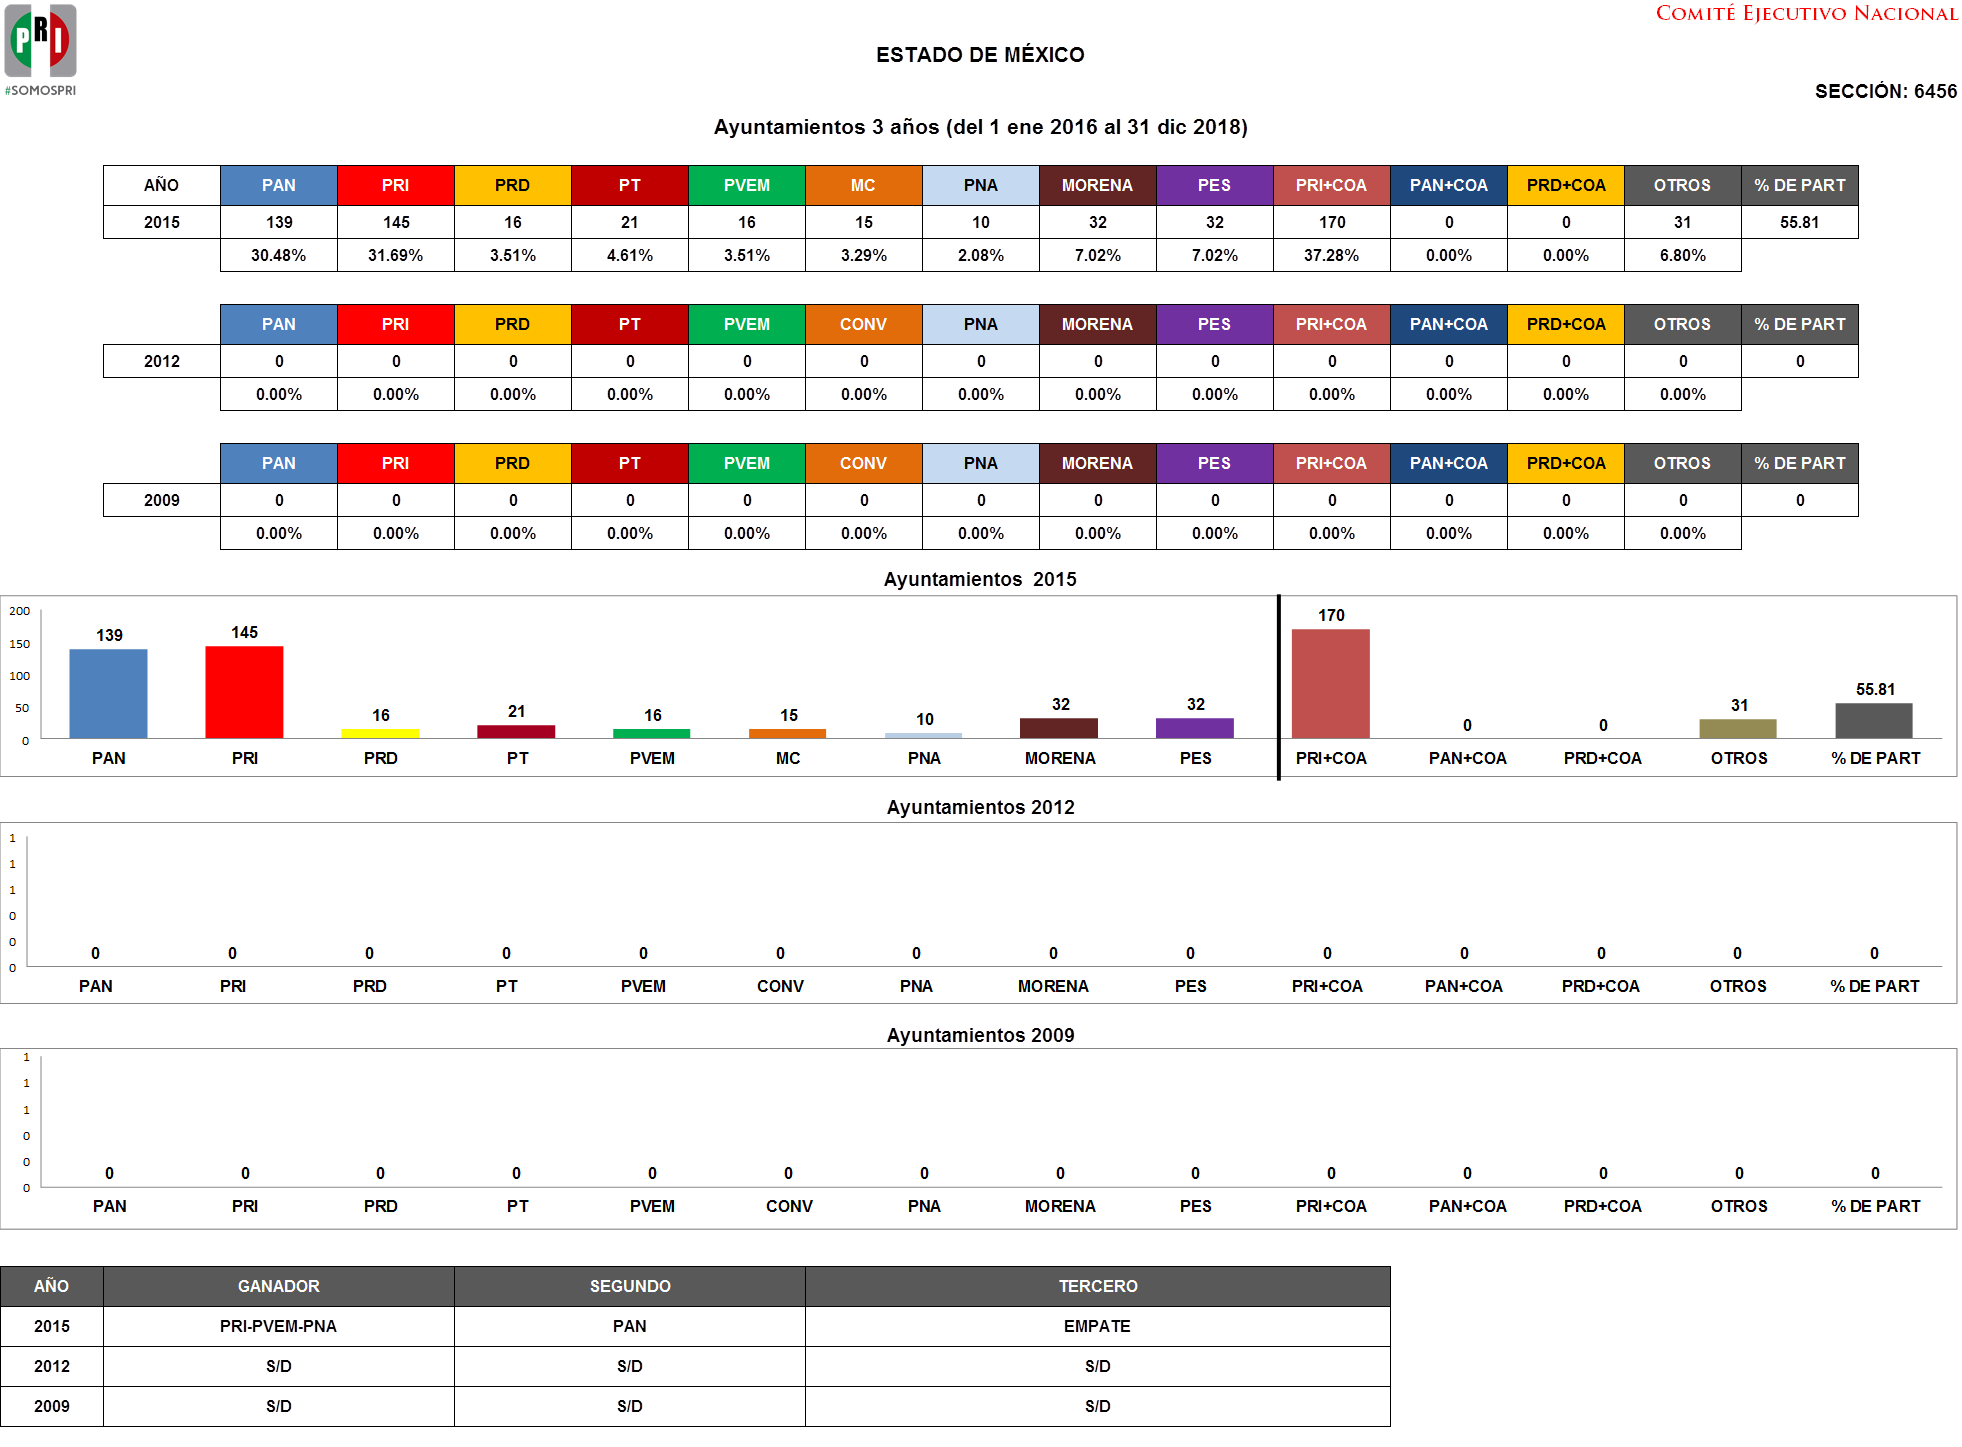 COMITÉ EJECUTIVO NACIONAL
PRI
#SOMOSPRI
ESTADO DE MÉXICO
SECCIÓN: 6456
Ayuntamientos 3 años (del 1 ene 2016 al 31 dic 2018)
AÑO PAN PRI PRD PT PVEM MC PNA MORENA PES PRI+COA PAN+COA PRD+COA OTROS % DE PART
2015 139 145 16 21 16 15 10 32 32 170 0 0 31 55.81
30.48% 31.69% 3.51% 4.61% 3.51% 3.29% 2.08% 7.02% 7.02% 37.28% 0.00% 0.00% 6.80%
PAN PRI PRD PT PVEM CONV PNA MORENA PES PRI+COA PAN+COA PRD+COA OTROS % DE PART
2012 0 0 0 0 0 0 0 0 0 0 0 0 0 0
0.00% 0.00% 0.00% 0.00% 0.00% 0.00% 0.00% 0.00% 0.00% 0.00% 0.00% 0.00% 0.00%
PAN PRI PRD PT PVEM CONV PNA MORENA PES PRI+COA PAN+COA PRD+COA OTROS % DE PART
2009 0 0 0 0 0 0 0 0 0 0 0 0 0 0
0.00% 0.00% 0.00% 0.00% 0.00% 0.00% 0.00% 0.00% 0.00% 0.00% 0.00% 0.00% 0.00%
Ayuntamientos 2015
200
150
100
50
0
139 145 16 21 16 15 10 32 32 170 0 0 31 55.81
PAN PRI PRD PT PVEM MC PNA MORENA PES PRI+COA PAN+COA PRD+COA OTROS % DE PART
Ayuntamientos 2012
1
1
1
0
0
0
0 0 0 0 0 0 0 0 0 0 0 0 0 0
PAN PRI PRD PT PVEM CONV PNA MORENA PES PRI+COA PAN+COA PRD+COA OTROS % DE PART
Ayuntamientos 2009
1
1
1
0
0
0
0 0 0 0 0 0 0 0 0 0 0 0 0 0
PAN PRI PRD PT PVEM CONV PNA MORENA PES PRI+COA PAN+COA PRD+COA OTROS % DE PART
AÑO GANADOR SEGUNDO TERCERO
2015 PRI-PVEM-PNA PAN EMPATE
2012 S/D S/D S/D
2009 S/D S/D S/D